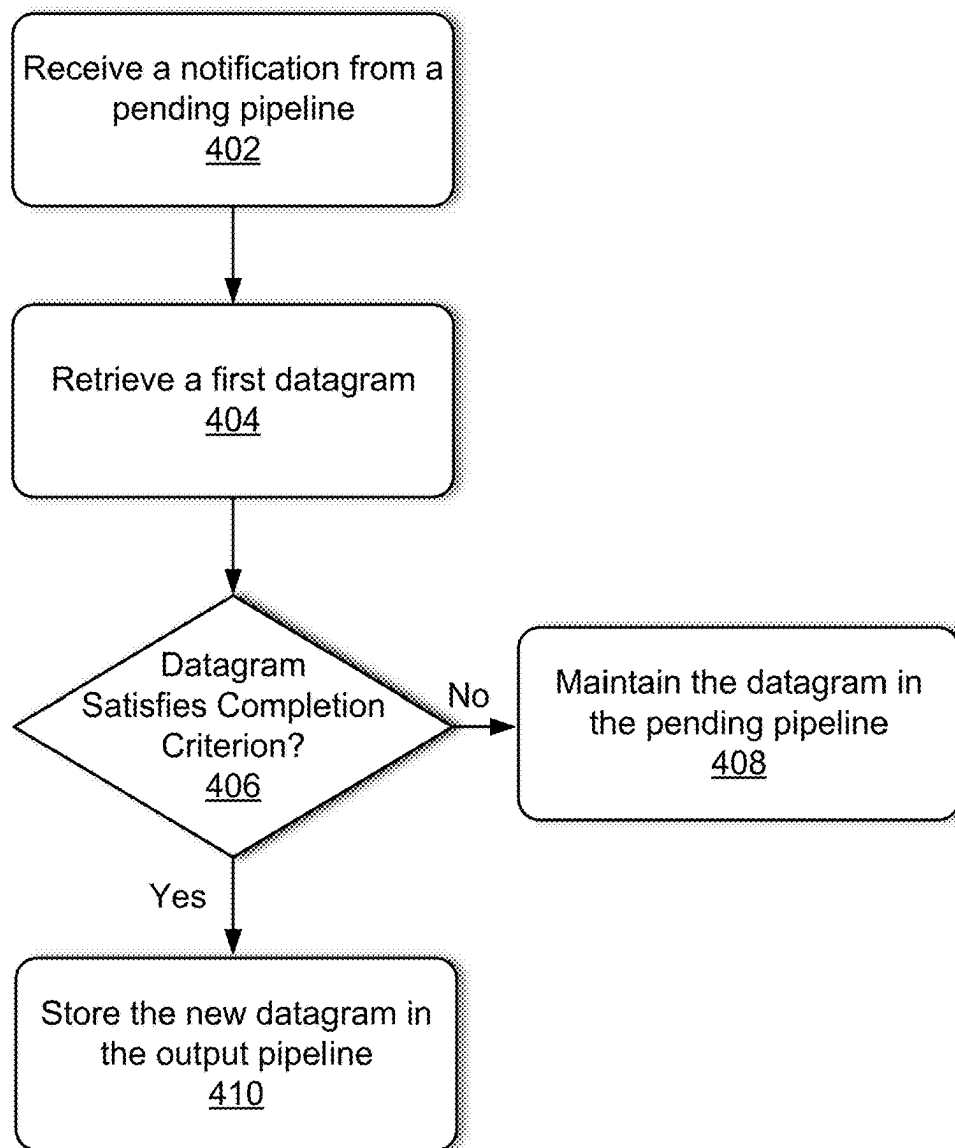 Receive a notification from a
pending pipeline
402
Retrieve a first datagram
404
Datagram
Satisfies Completion
Criterion?
406
No
Maintain the datagram in
the pending pipeline
408
Yes
Store the new datagram in
the output pipeline
410